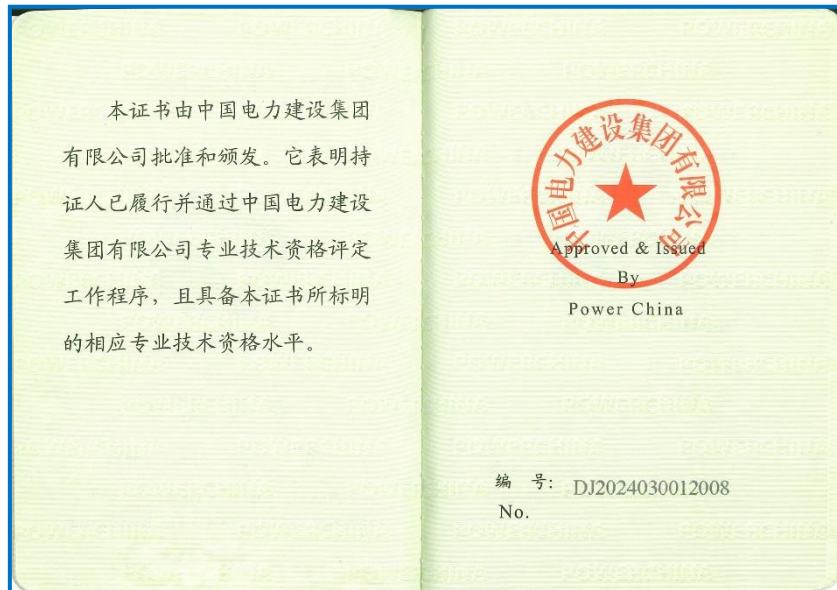 本证书由中国电力建设集团
有限公司批准和颁发。它表明持
证人已履行并通过中国电力建设
集团有限公司专业技术资格评定
工作程序，且具备本证书所标明
的相应专业技术资格水平。
中国电力建设集团有限公司
Approved & Issued
By
Power China
编 号: DJ2024030012008
No.